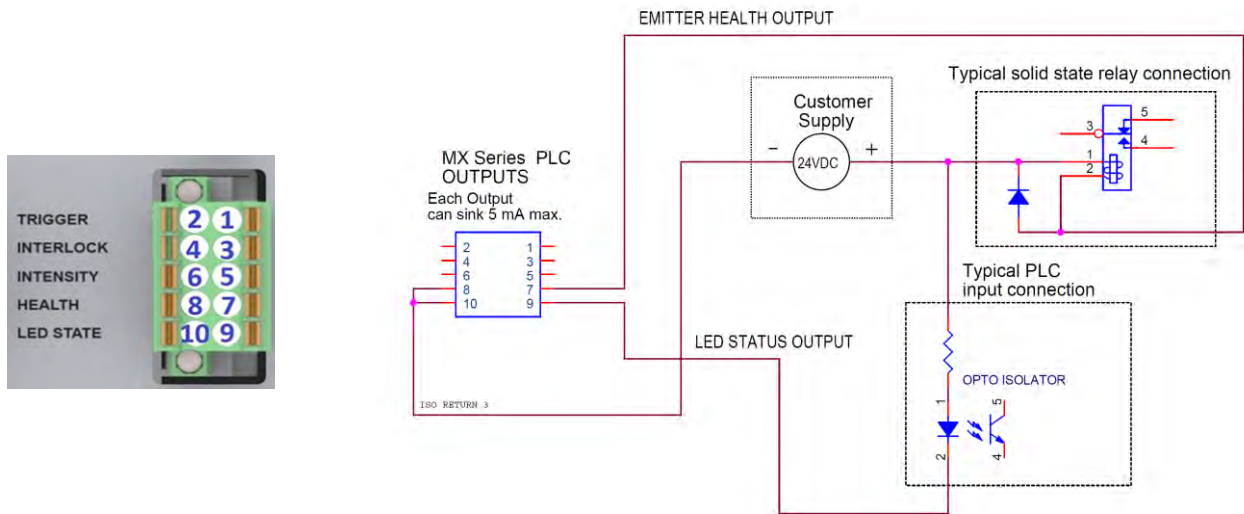 TRIGGER
INTERLOCK
INTENSITY
HEALTH
LED STATE
2 1
4 3
6 5
8 7
10 9
EMITTER HEALTH OUTPUT
Customer
Supply
- 24VDC +
Typical solid state relay connection
3
5
4
1
2
MX Series PLC
OUTPUTS
Each Output
can sink 5 mA max.
2 1
4 3
6 5
8 7
10 9
ISO RETURN 3
LED STATUS OUTPUT
Typical PLC
input connection
OPTO ISOLATOR
1
5
2
4